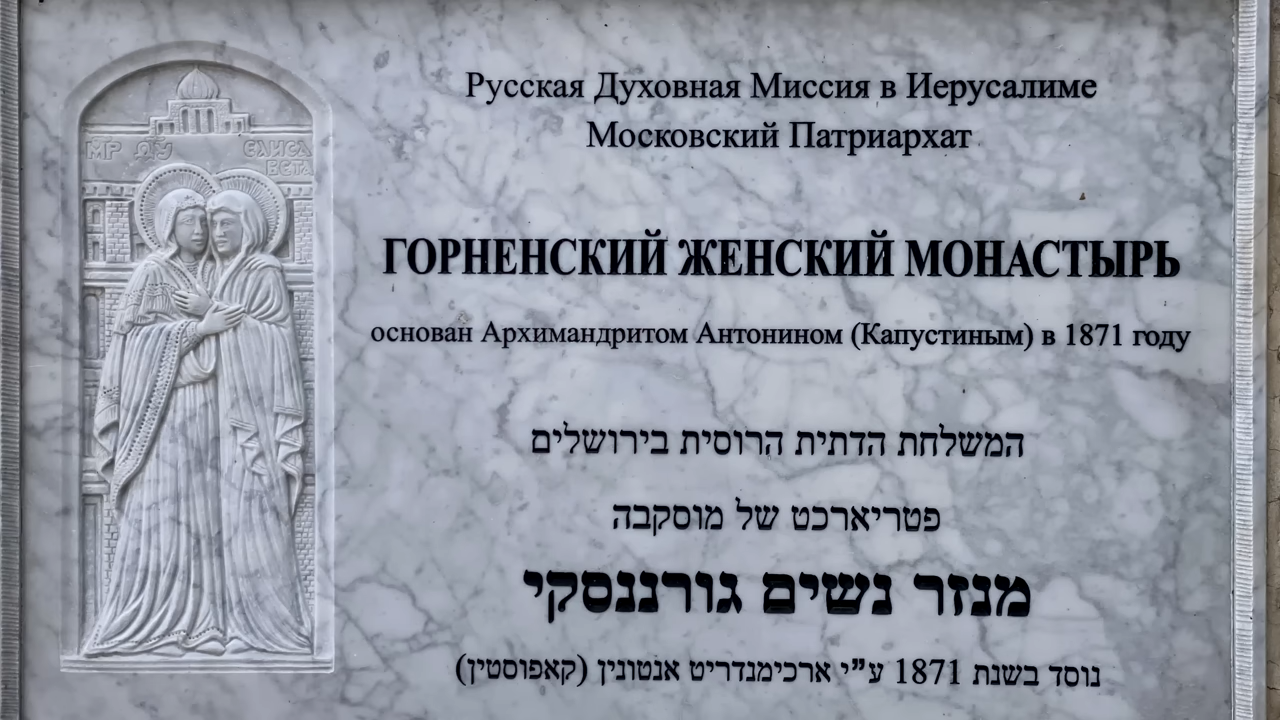 МР ѲУ
ЕЛИСА
ВЕТА
Русская Духовная Миссия в Иерусалиме
Московский Патриархат
ГОРНЕНСКИЙ ЖЕНСКИЙ МОНАСТЫРЬ
основан Архимандритом Антонином (Капустиным) в 1871 году
המשלחת הדתית הרוסית בירושלים
פטריארכט של מוסקבה
מנזר נשים גורננסקי
נוסד בשנת 1871 ע״י ארכימנדריט אנטונין (קאפוסטין)